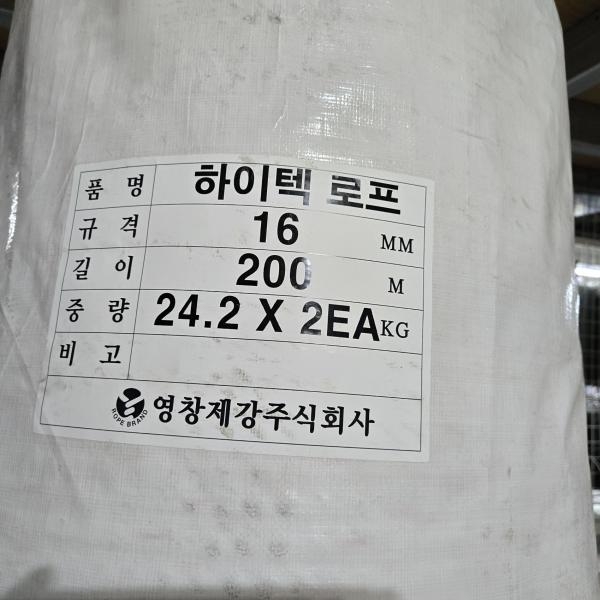 품 명 하이텍 로프
규 격 16 MM
길 이 200 M
중 량 24.2 X 2EA KG
비 고
ROPE BRAND 영창제강주식회사